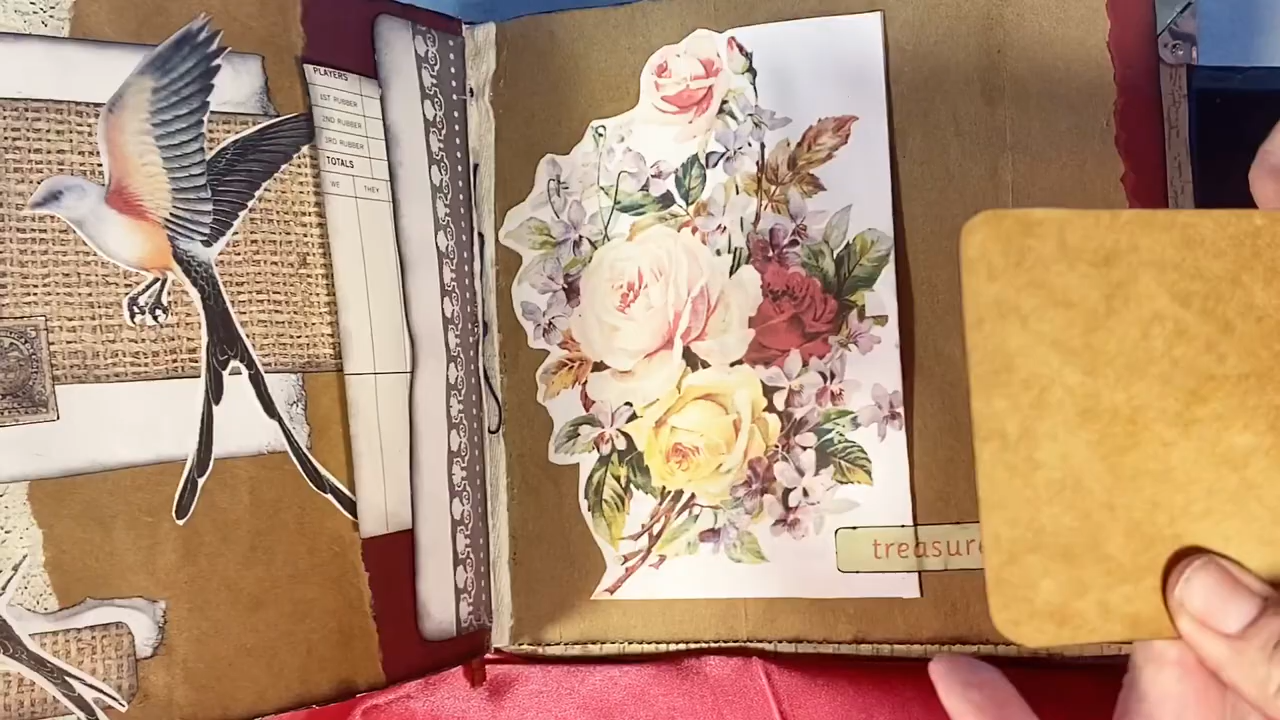 PLAYERS
1ST RUBBER
2ND RUBBER
3RD RUBBER
TOTALS
WE THEY
treasure